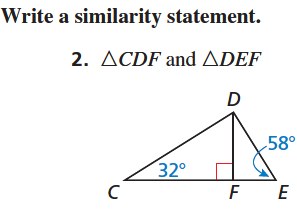 Write a similarity statement.
2. △CDF and △DEF
D
58°
32°
C F E